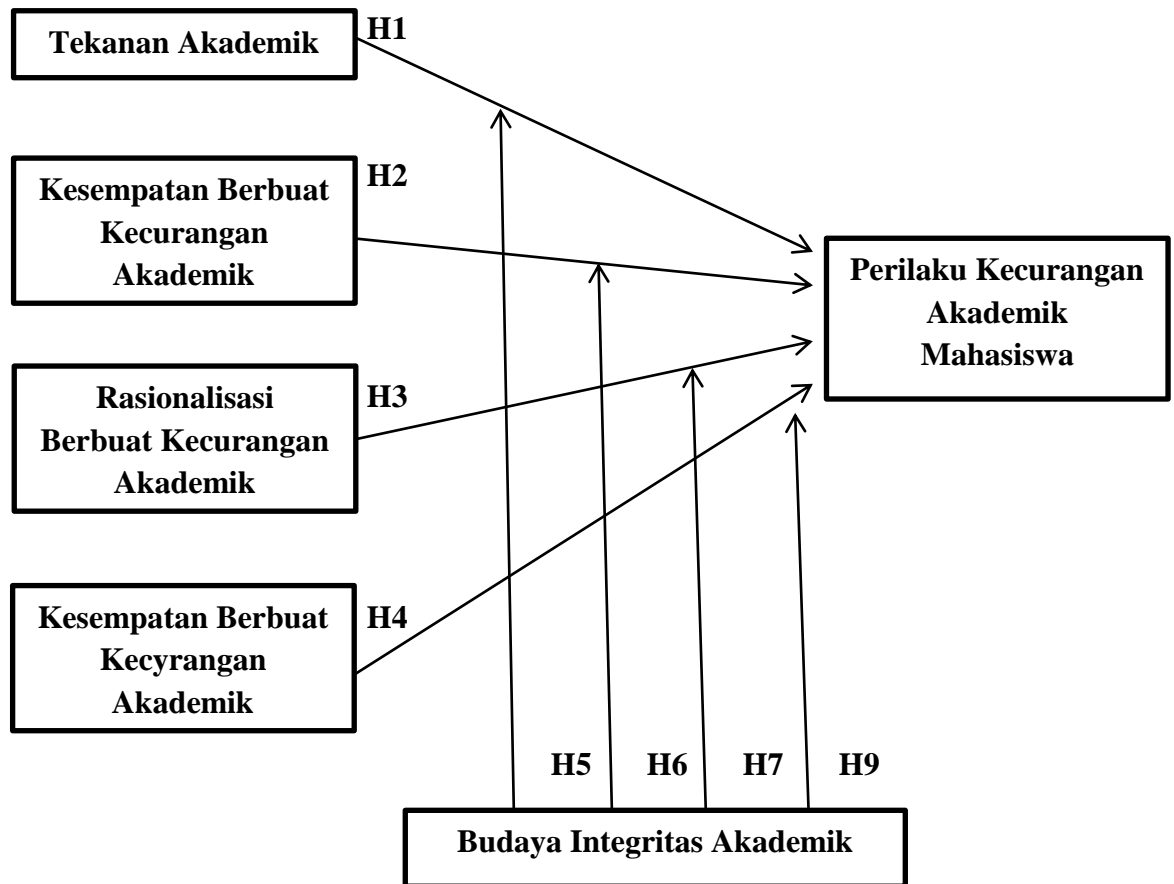 Tekanan Akademik
H1
Kesempatan Berbuat
Kecurangan
Akademik
H2
Perilaku Kecurangan
Akademik
Mahasiswa
Rasionalisasi
Berbuat Kecurangan
Akademik
H3
Kesempatan Berbuat
Kecyrangan
Akademik
H4
H5 H6 H7 H9
Budaya Integritas Akademik